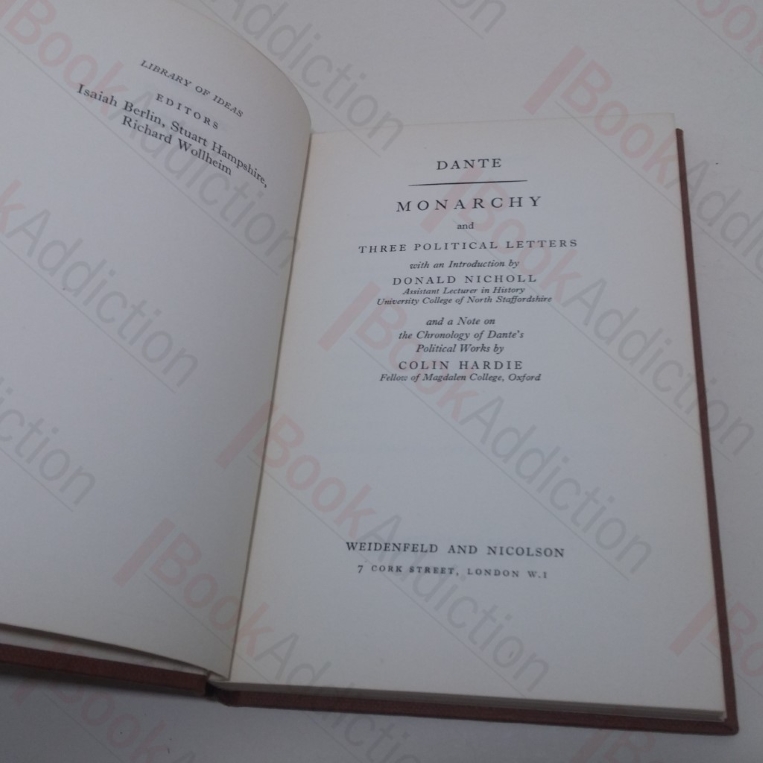 LIBRARY OF IDEAS
EDITORS
Isaiah Berlin, Stuart Hampshire,
Richard Wollheim
DANTE
MONARCHY
and
THREE POLITICAL LETTERS
with an Introduction by
DONALD NICHOLL
Assistant Lecturer in History
University College of North Staffordshire
and a Note on
the Chronology of Dante's
Political Works by
COLIN HARDIE
Fellow of Magdalen College, Oxford
WEIDENFELD AND NICOLSON
7 CORK STREET, LONDON W.1
BookAddiction